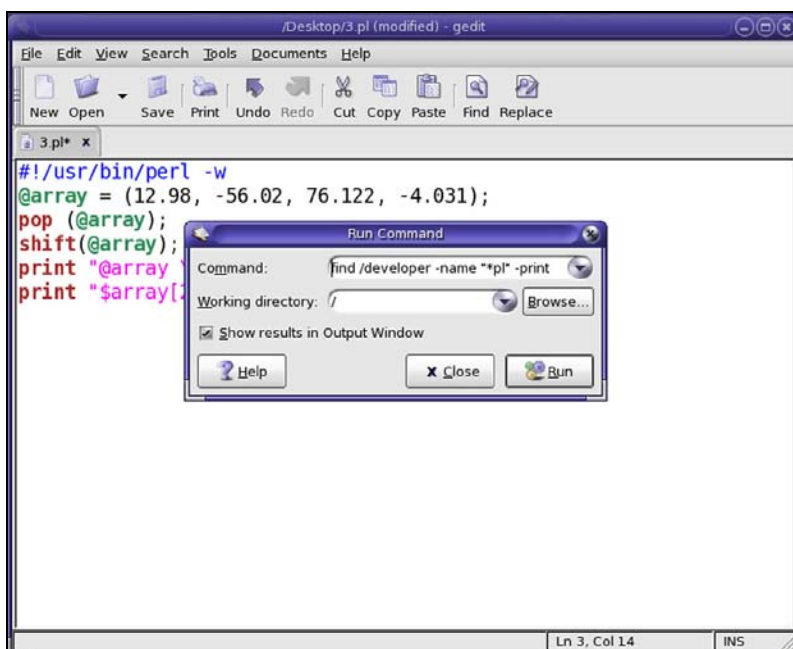 /Desktop/3.pl (modified) - gedit
File Edit View Search Tools Documents Help
New Open Save Print Undo Redo Cut Copy Paste Find Replace
3.pl* x
#!/usr/bin/perl -w
@array = (12.98, -56.02, 76.122, -4.031);
pop (@array);
shift(@array);
print "@array
print "$array[
Run Command
Command: find /developer -name "*pl" -print
Working directory: / Browse...
Show results in Output Window
Help x Close Run
Ln 3, Col 14 INS